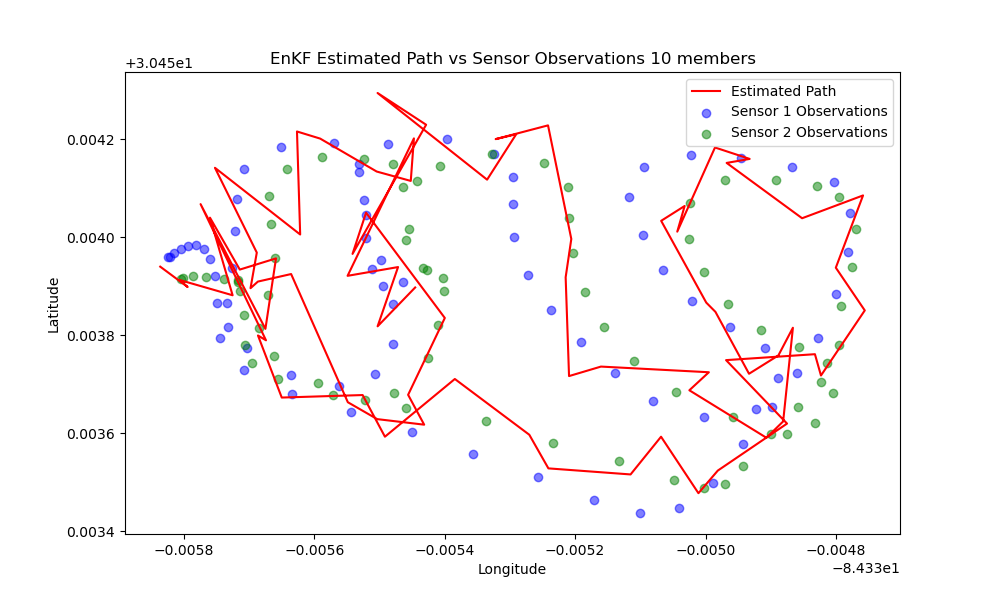 EnKF Estimated Path vs Sensor Observations 10 members
+3.045e1
Estimated Path
Sensor 1 Observations
Sensor 2 Observations
0.0042
0.0040
0.0038
0.0036
0.0034
Latitude
−0.0058
−0.0056
−0.0054
−0.0052
−0.0050
−0.0048
Longitude
−8.433e1